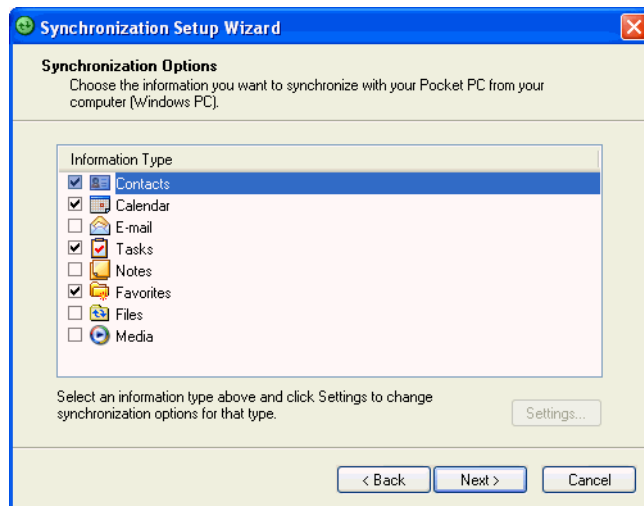 Synchronization Setup Wizard
Synchronization Options
Choose the information you want to synchronize with your Pocket PC from your
computer (Windows PC).
Information Type
Contacts
Calendar
E-mail
Tasks
Notes
Favorites
Files
Media
Select an information type above and click Settings to change
synchronization options for that type.
Settings...
< Back
Next >
Cancel